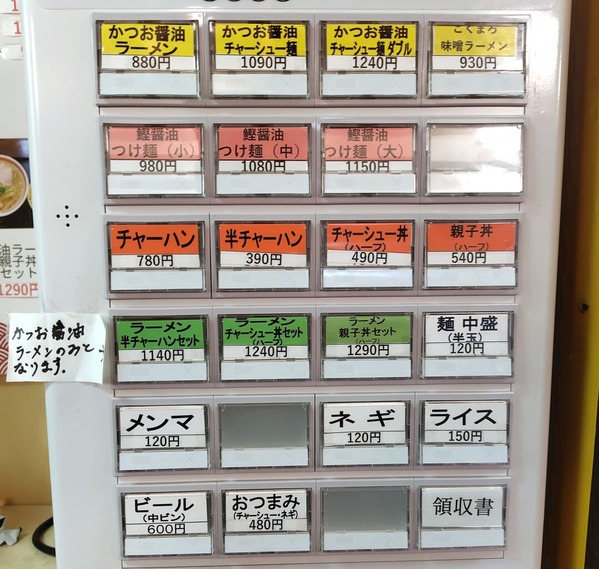 かつお醤油
ラーメン
880円
かつお醤油
チャーシュー麺
1090円
かつお醤油
チャーシュー麺ダブル
1240円
こくまろ
味噌ラーメン
930円
鰹醤油
つけ麺（小）
980円
鰹醤油
つけ麺（中）
1080円
鰹醤油
つけ麺（大）
1150円
チャーハン
780円
半チャーハン
390円
チャーシュー丼
(ハーフ)
490円
親子丼
(ハーフ)
540円
油ラー
親子丼
セット
1290円
かつお醤油
ラーメンのみと
なります。
ラーメン
半チャーハンセット
1140円
ラーメン
チャーシュー丼セット
(ハーフ)
1240円
ラーメン
親子丼セット
(ハーフ)
1290円
麺 中盛
(半玉)
120円
メンマ
120円
ネギ
120円
ライス
150円
ビール
(中ビン)
600円
おつまみ
(チャーシュー・ネギ)
480円
領収書